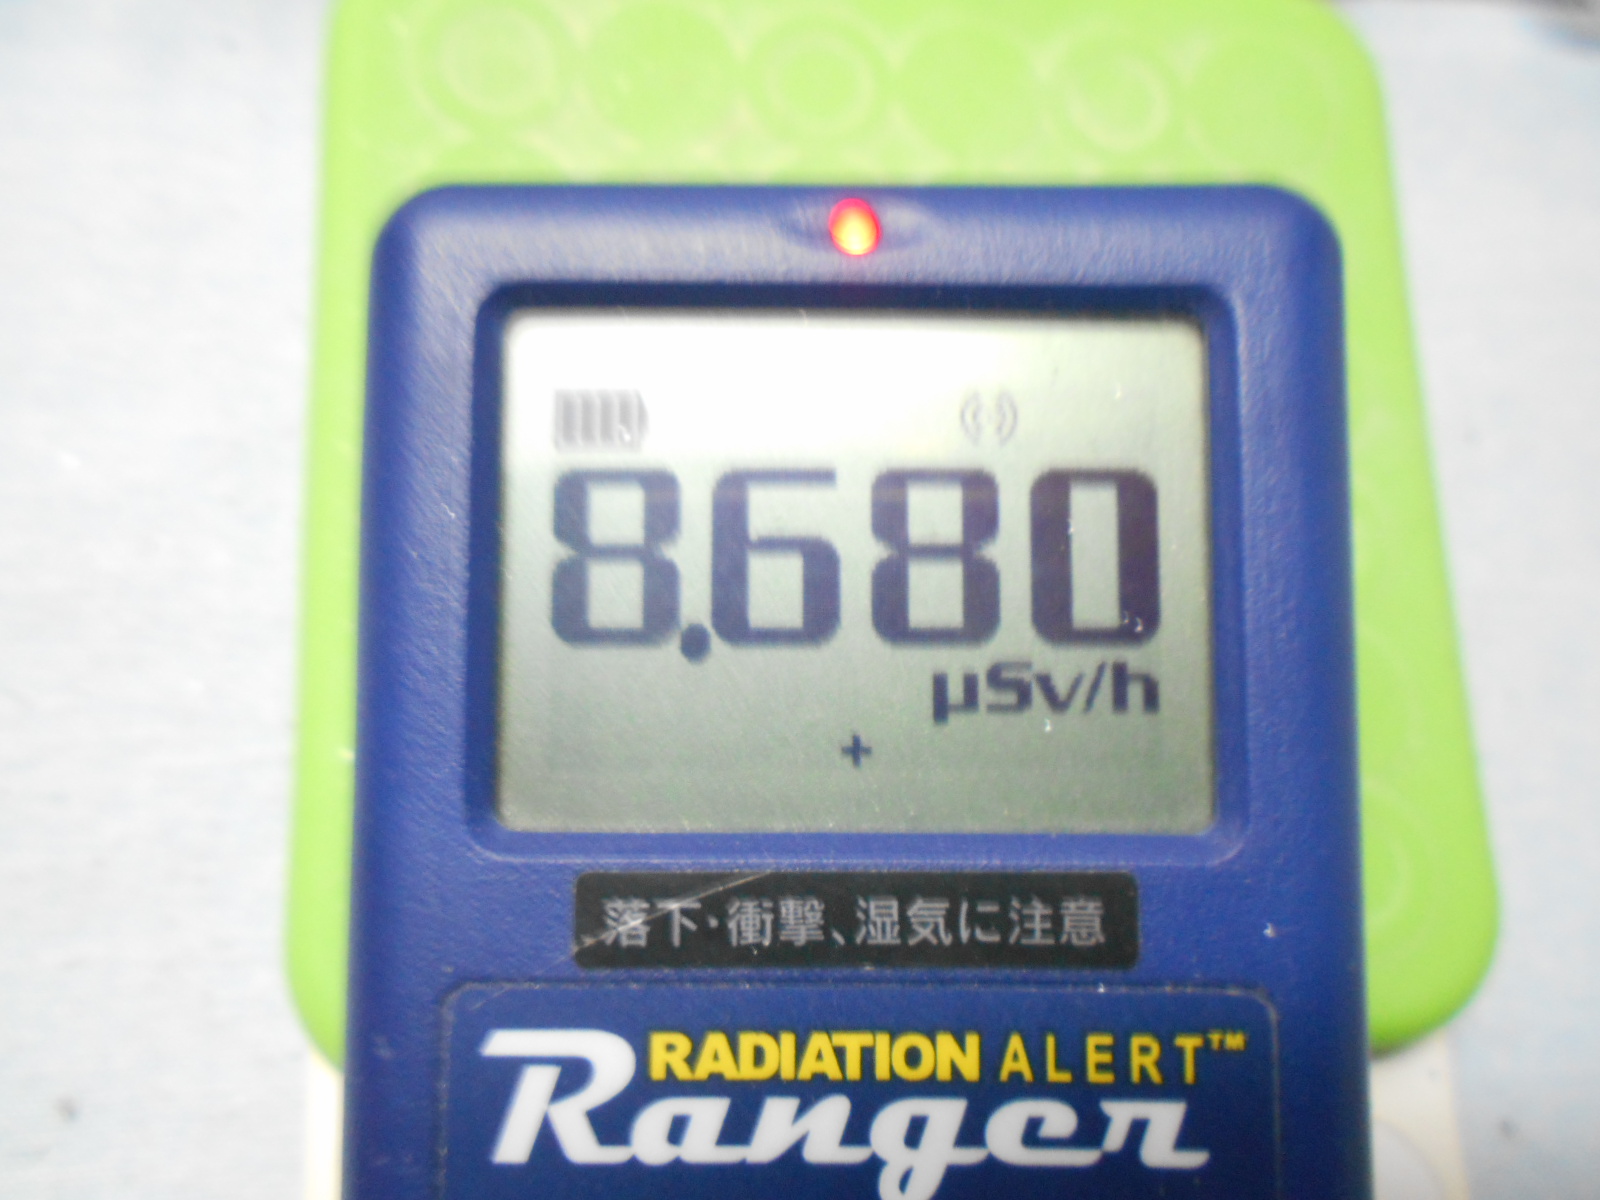 8.680
μSv/h
+
落下・衝撃、湿気に注意
RADIATION ALERT™
Ranger